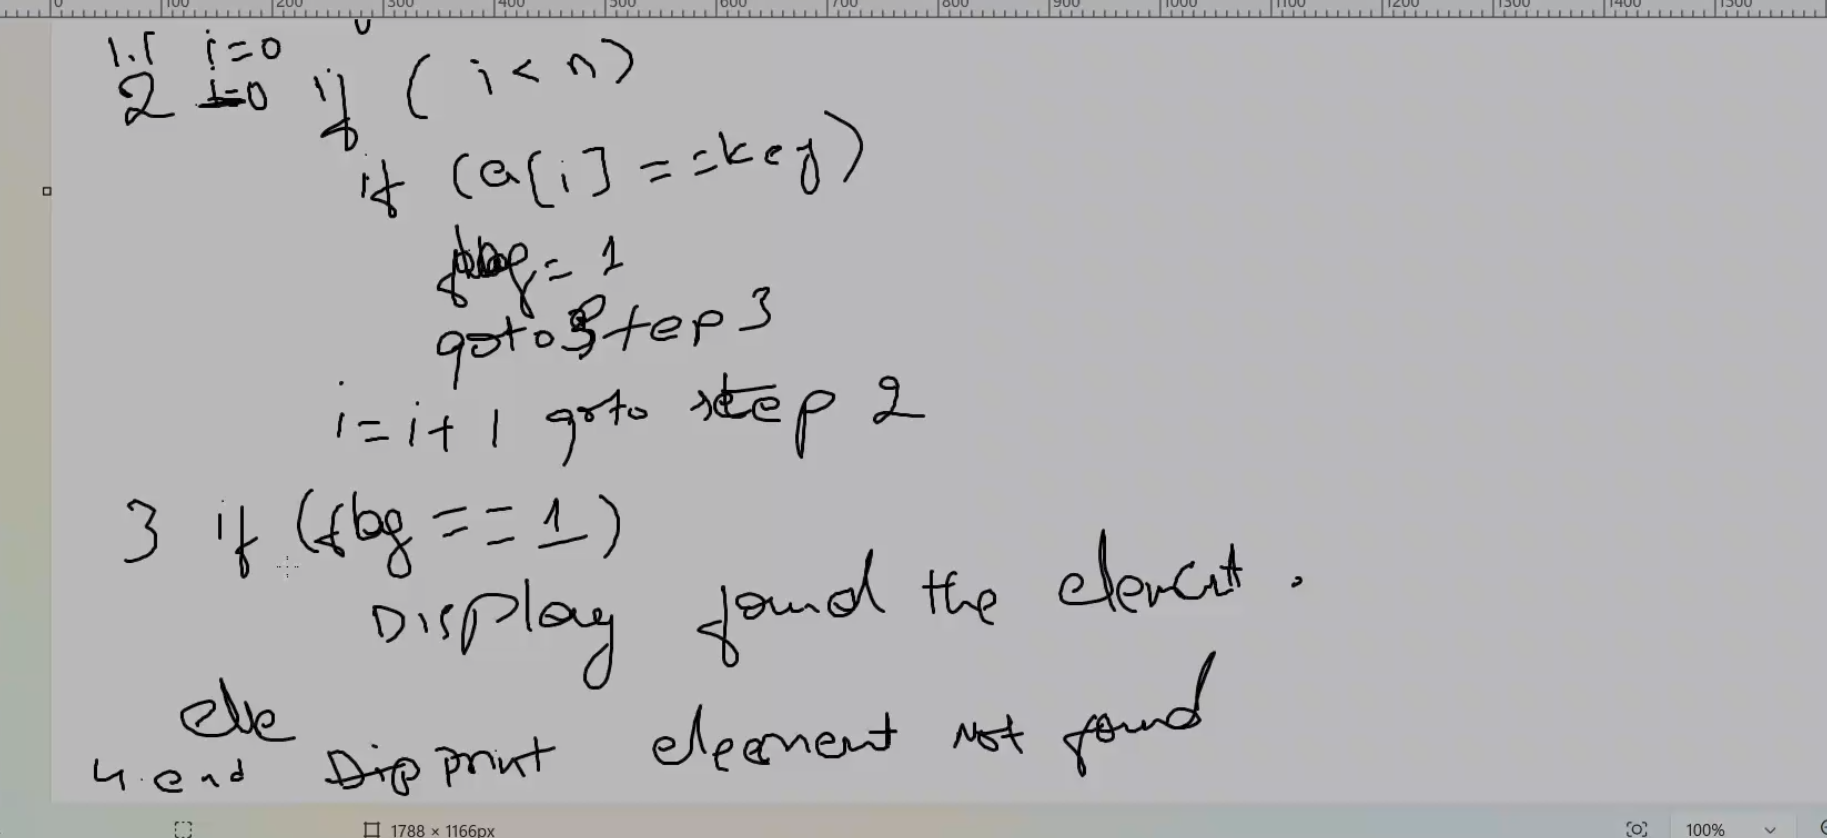 0 100 200 300 400 500 600 700 800 900 1000 1100 1200 1300 1400 1500
1.1 i=0
2 i=0 if ( i < n)
if (a[i] = =key)
flag = 1
goto step 3
i=i+1 goto step 2
3 if (flag == 1)
Display found the element .
else
4. end Dip print element Not found
1788 × 1166px
100%